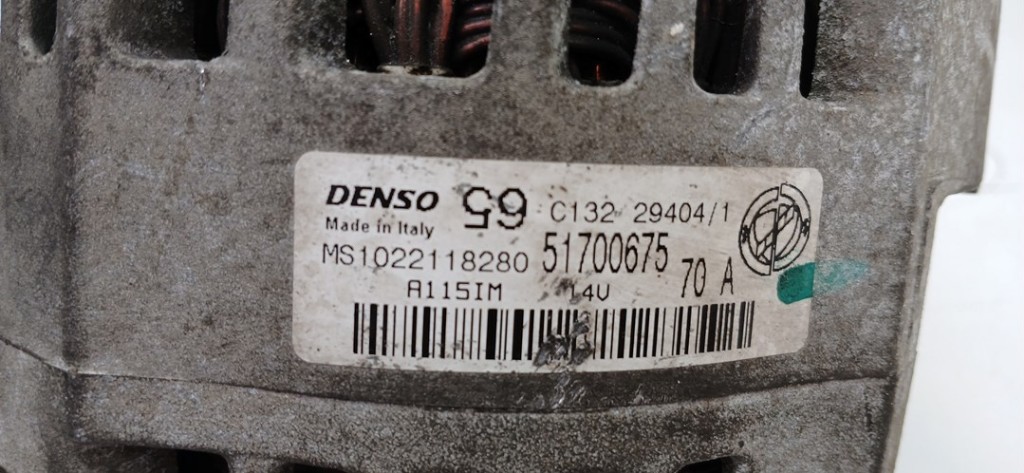 DENSO 65 C132 29404/1
Made in Italy
MS1022118280 51700675 70 A
A115IM 14V